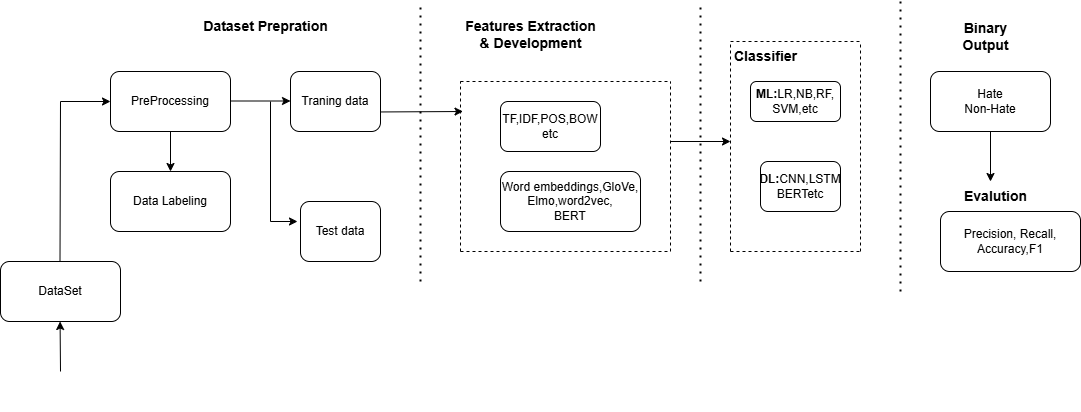 Dataset Prepration
PreProcessing
Traning data
Data Labeling
Test data
DataSet
Features Extraction
& Development
TF,IDF,POS,BOW
etc
Word embeddings,GloVe,
Elmo,word2vec,
BERT
Classifier
ML:LR,NB,RF,
SVM,etc
DL:CNN,LSTM
BERTetc
Binary
Output
Hate
Non-Hate
Evalution
Precision, Recall,
Accuracy,F1